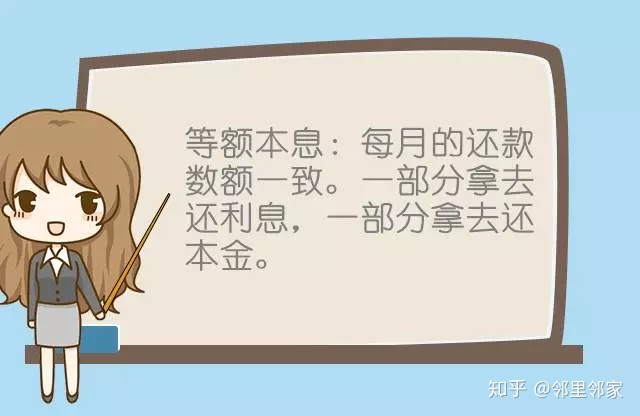 等额本息：每月的还款
数额一致。一部分拿去
还利息，一部分拿去还
本金。
知乎 @邻里邻家